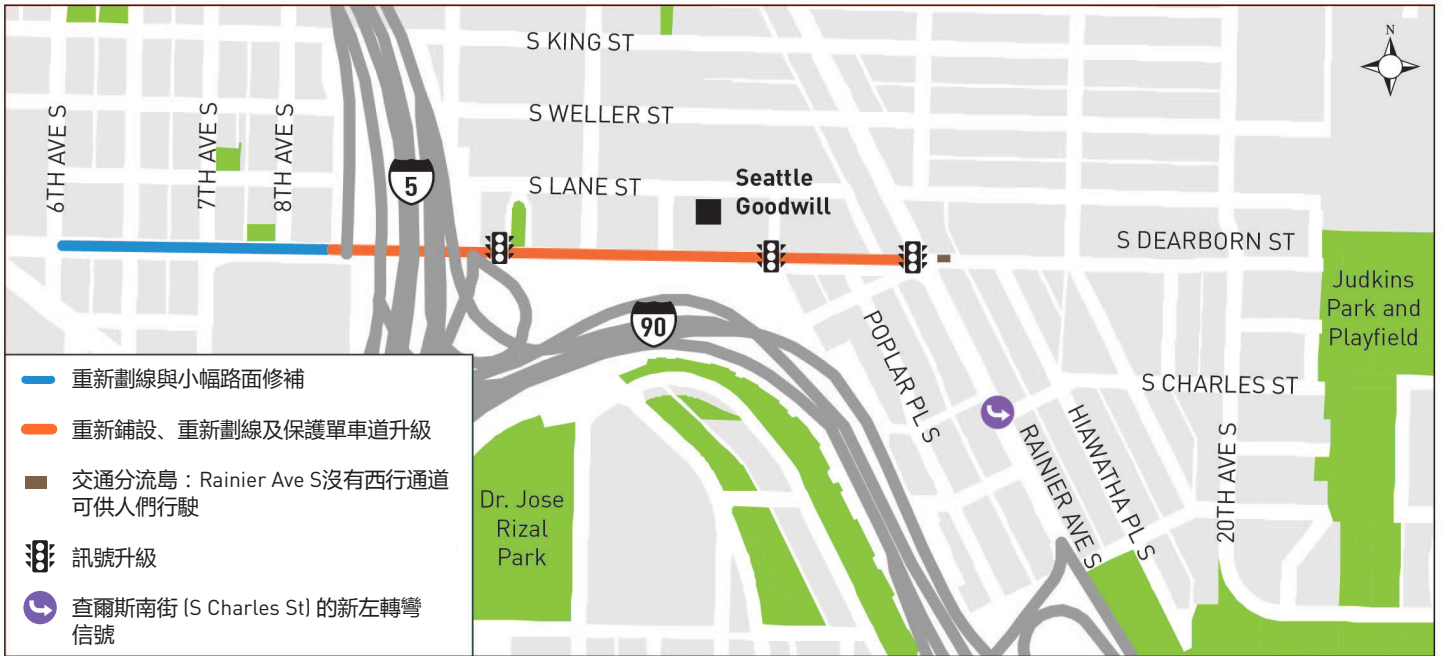 S KING ST
N
S WELLER ST
6TH AVE S
7TH AVE S
8TH AVE S
5
S LANE ST
Seattle
Goodwill
S DEARBORN ST
Judkins
Park and
Playfield
90
POPLAR PL S
S CHARLES ST
RAINIER AVE S
HIAWATHA PL S
20TH AVE S
Dr. Jose
Rizal
Park
重新劃線與小幅路面修補
重新鋪設、重新劃線及保護單車道升級
交通分流島：Rainier Ave S沒有西行通道
可供人們行駛
訊號升級
查爾斯南街 (S Charles St) 的新左轉彎
信號